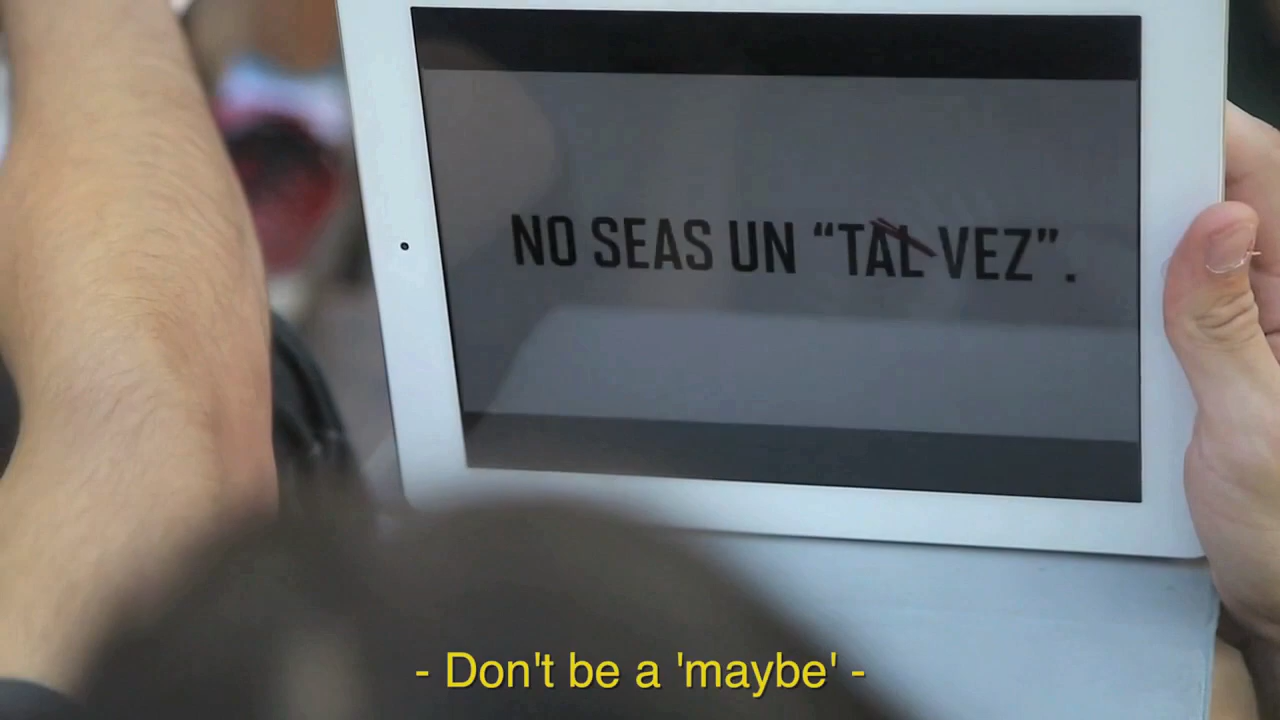 NO SEAS UN “TAL VEZ”.
- Don't be a 'maybe' -